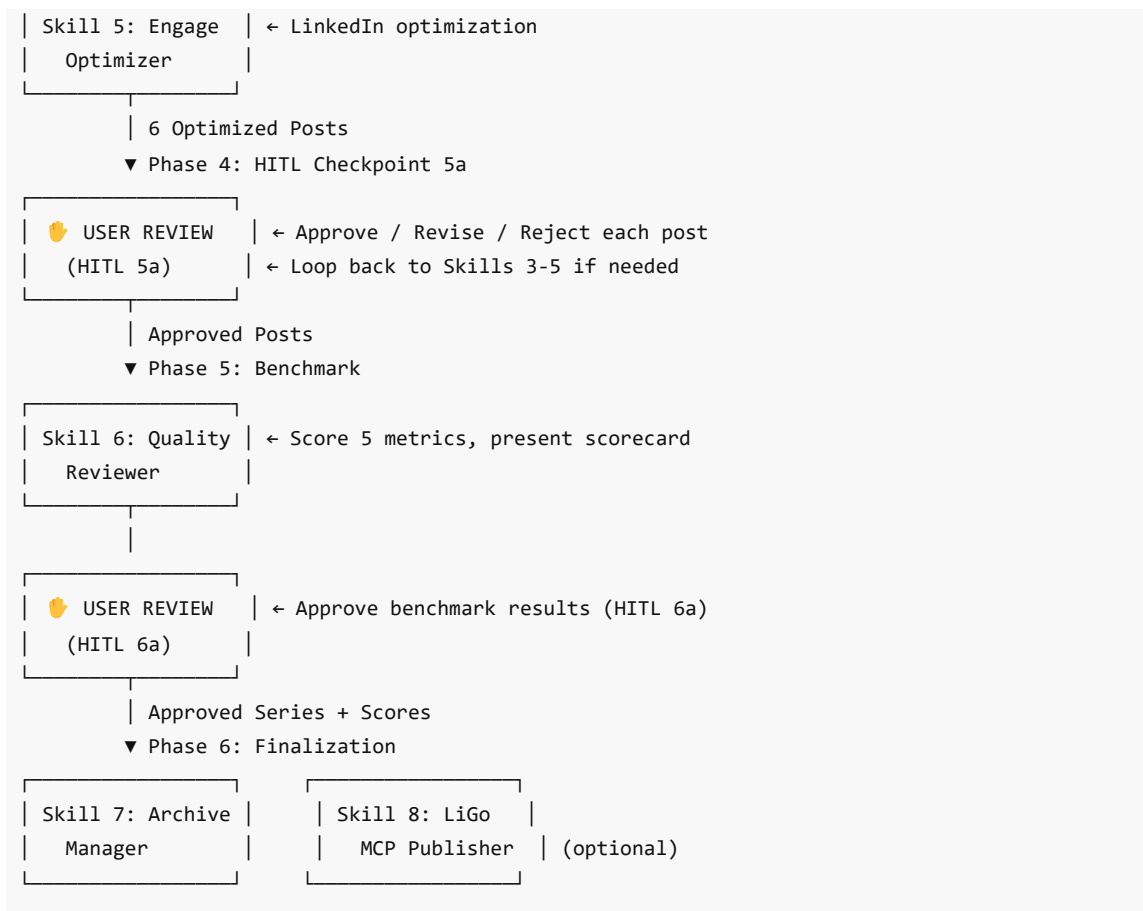 Skill 5: Engage ← LinkedIn optimization
Optimizer
6 Optimized Posts
▼ Phase 4: HITL Checkpoint 5a
🖐 USER REVIEW ← Approve / Revise / Reject each post
(HITL 5a) ← Loop back to Skills 3-5 if needed
Approved Posts
▼ Phase 5: Benchmark
Skill 6: Quality ← Score 5 metrics, present scorecard
Reviewer
🖐 USER REVIEW ← Approve benchmark results (HITL 6a)
(HITL 6a)
Approved Series + Scores
▼ Phase 6: Finalization
Skill 7: Archive Skill 8: LiGo
Manager MCP Publisher (optional)